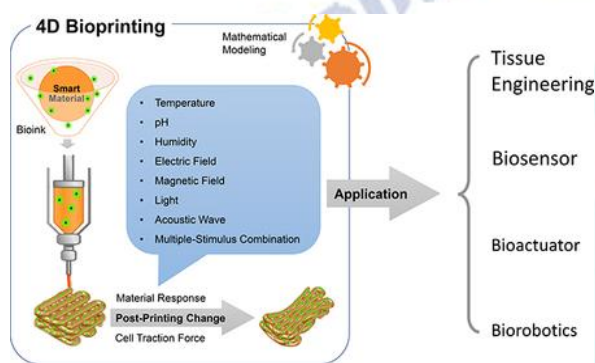 4D Bioprinting
Mathematical
Modeling
Smart
Material
Bioink
• Temperature
• pH
• Humidity
• Electric Field
• Magnetic Field
• Light
• Acoustic Wave
• Multiple-Stimulus Combination
Material Response
Post-Printing Change
Cell Traction Force
Application
Tissue
Engineering
Biosensor
Bioactuator
Biorobotics